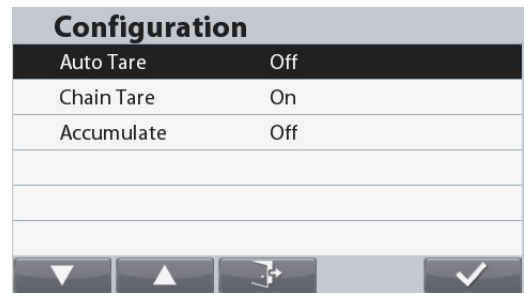 Configuration
Auto Tare Off
Chain Tare On
Accumulate Off